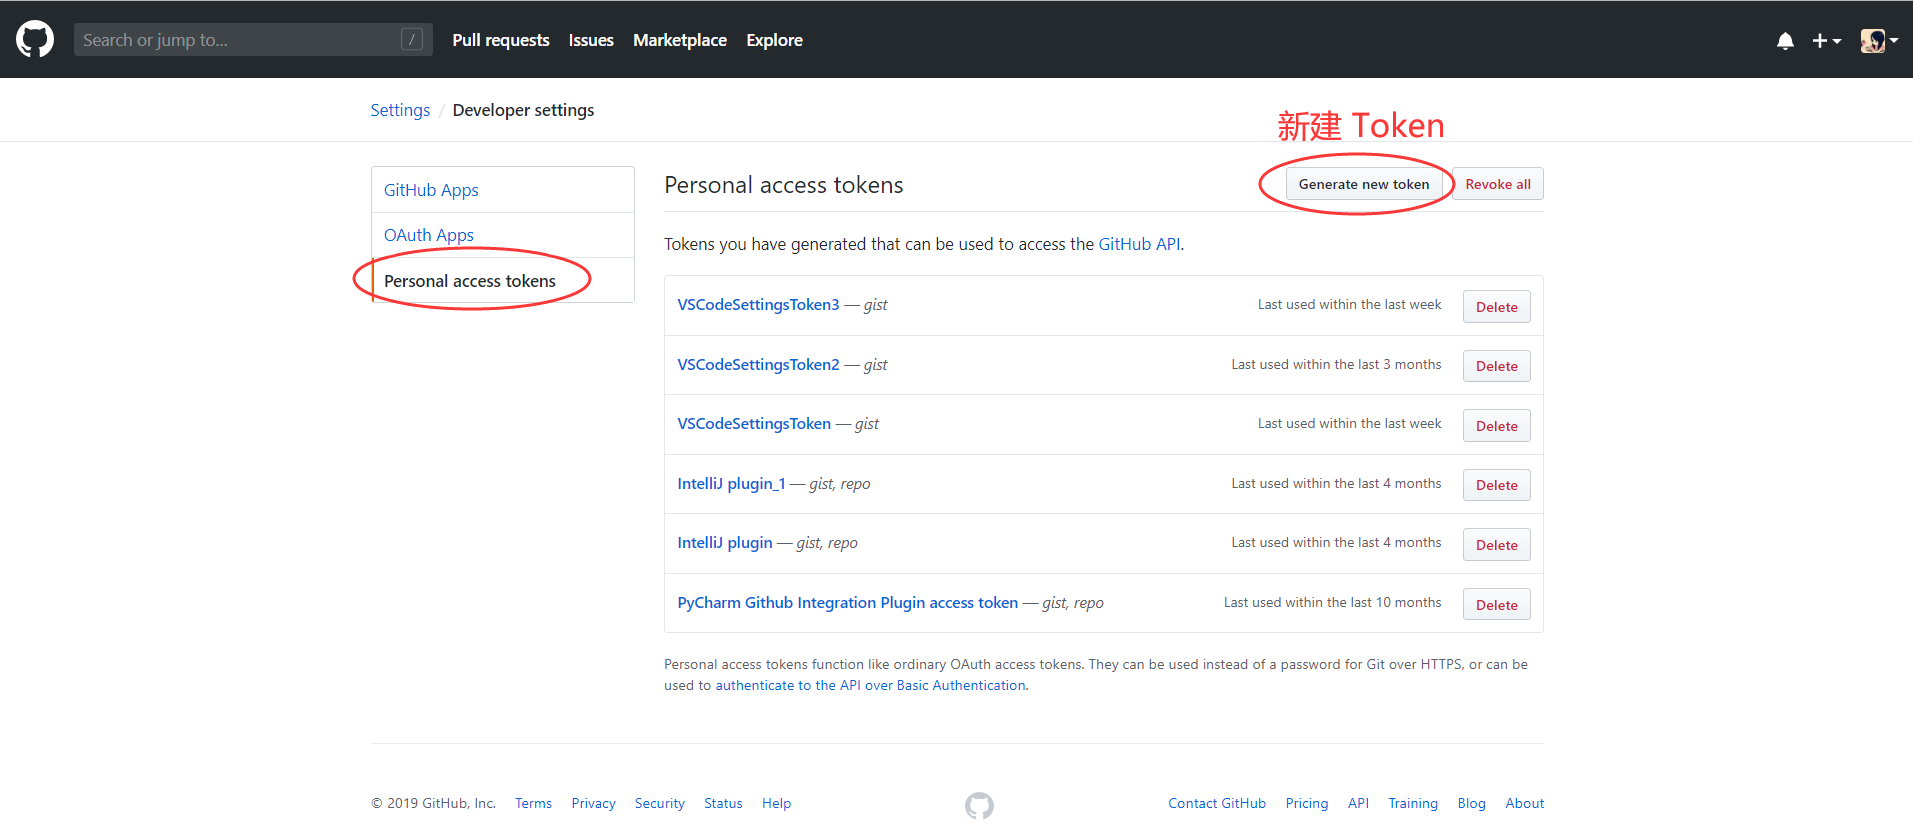 Search or jump to... /
Pull requests Issues Marketplace Explore
Settings / Developer settings
新建 Token
GitHub Apps
OAuth Apps
Personal access tokens
Personal access tokens
Generate new token Revoke all
Tokens you have generated that can be used to access the GitHub API.
VSCodeSettingsToken3 — gist Last used within the last week Delete
VSCodeSettingsToken2 — gist Last used within the last 3 months Delete
VSCodeSettingsToken — gist Last used within the last week Delete
IntelliJ plugin_1 — gist, repo Last used within the last 4 months Delete
IntelliJ plugin — gist, repo Last used within the last 4 months Delete
PyCharm Github Integration Plugin access token — gist, repo Last used within the last 10 months Delete
Personal access tokens function like ordinary OAuth access tokens. They can be used instead of a password for Git over HTTPS, or can be
used to authenticate to the API over Basic Authentication.
© 2019 GitHub, Inc. Terms Privacy Security Status Help Contact GitHub Pricing API Training Blog About